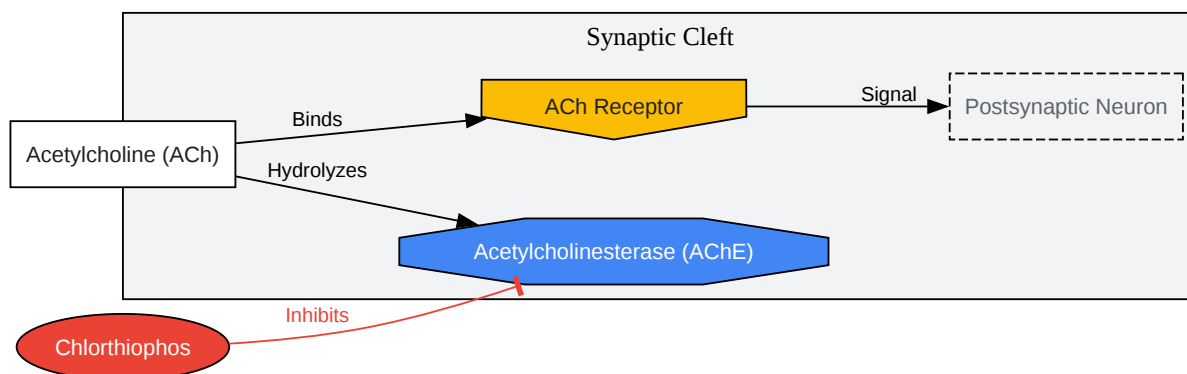 Synaptic Cleft
Acetylcholine (ACh)
Binds
ACh Receptor
Signal
Postsynaptic Neuron
Hydrolyzes
Acetylcholinesterase (AChE)
Inhibits
Chlorthiophos